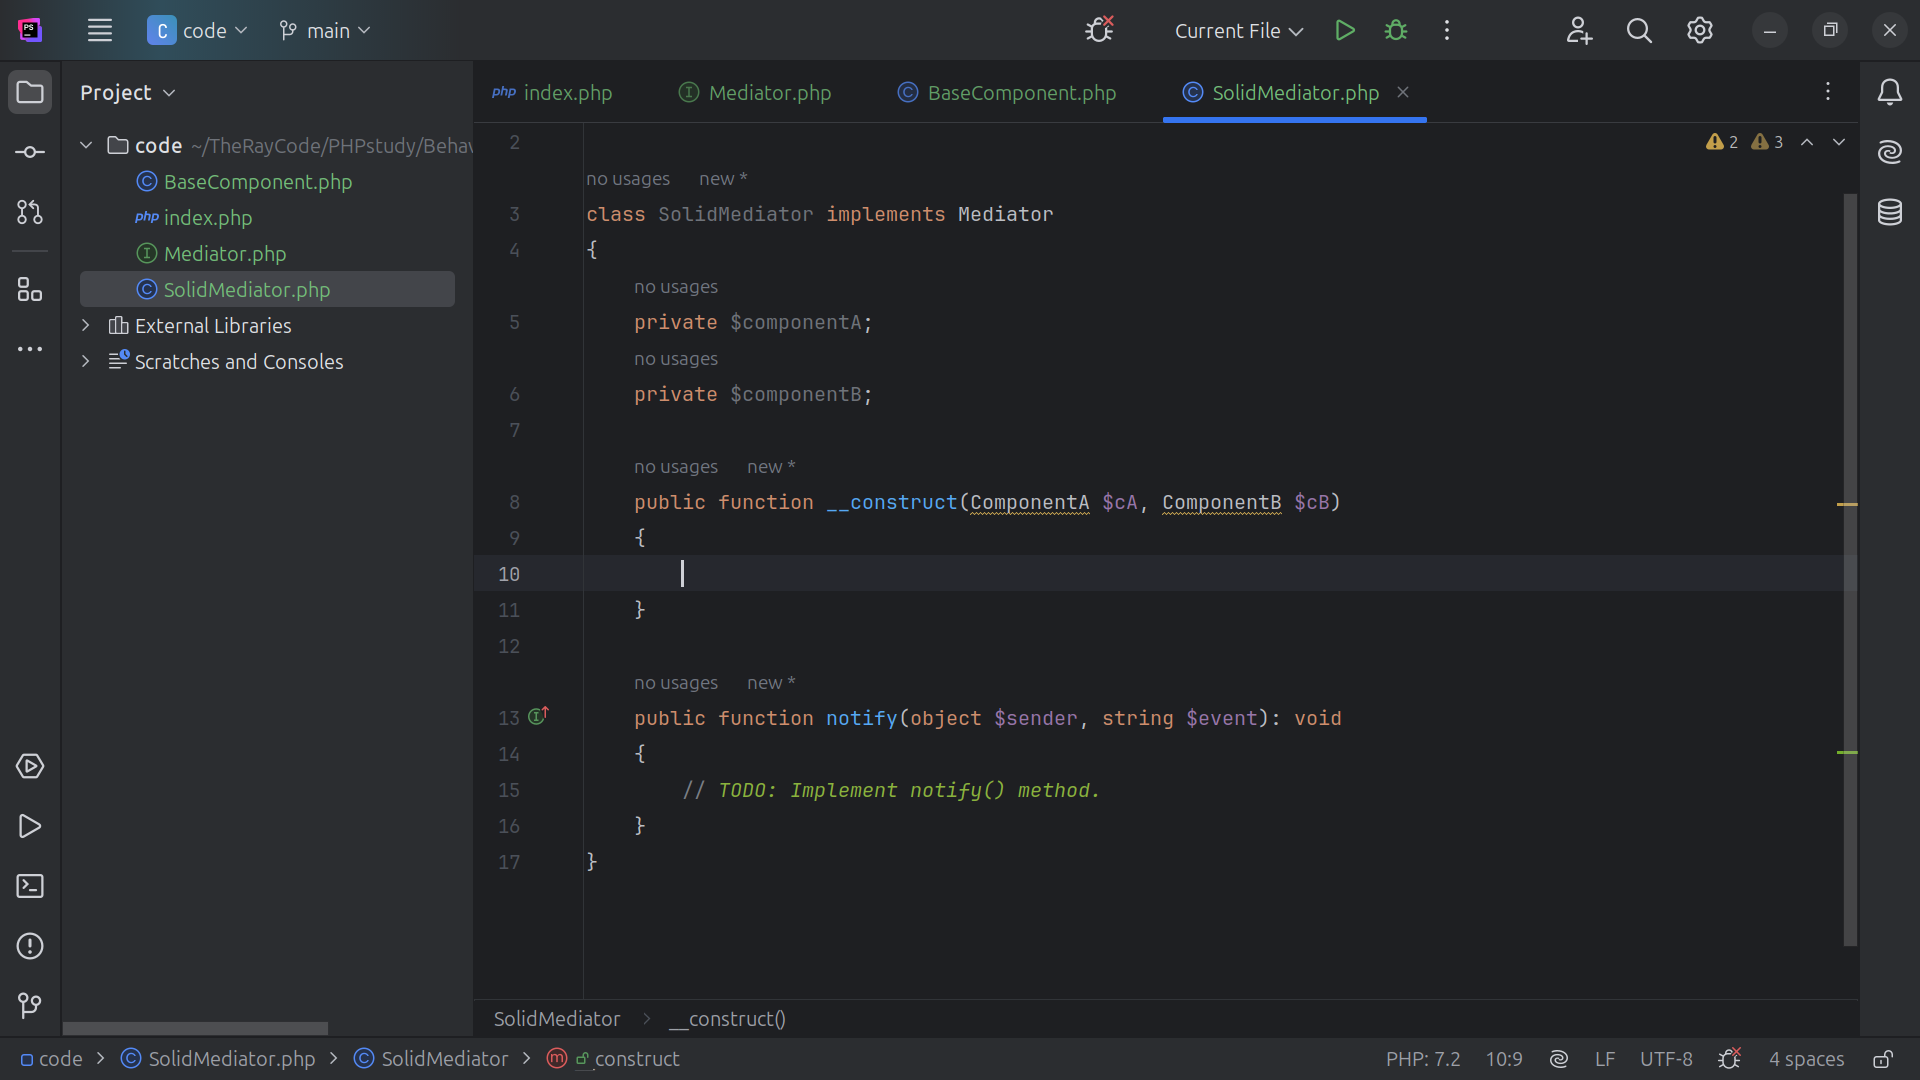 PS
C code
main
Current File
Project
code ~/TheRayCode/PHPstudy/Behav
BaseComponent.php
php index.php
Mediator.php
SolidMediator.php
External Libraries
Scratches and Consoles
php index.php
Mediator.php
BaseComponent.php
SolidMediator.php
2 3
2
no usages new *
3 class SolidMediator implements Mediator
4 {
no usages
5 private $componentA;
no usages
6 private $componentB;
7
no usages new *
8 public function __construct(ComponentA $cA, ComponentB $cB)
9 {
10
11 }
12
no usages new *
13 public function notify(object $sender, string $event): void
14 {
15 // TODO: Implement notify() method.
16 }
17 }
SolidMediator __construct()
code SolidMediator.php SolidMediator m __construct
PHP: 7.2 10:9 LF UTF-8 4 spaces